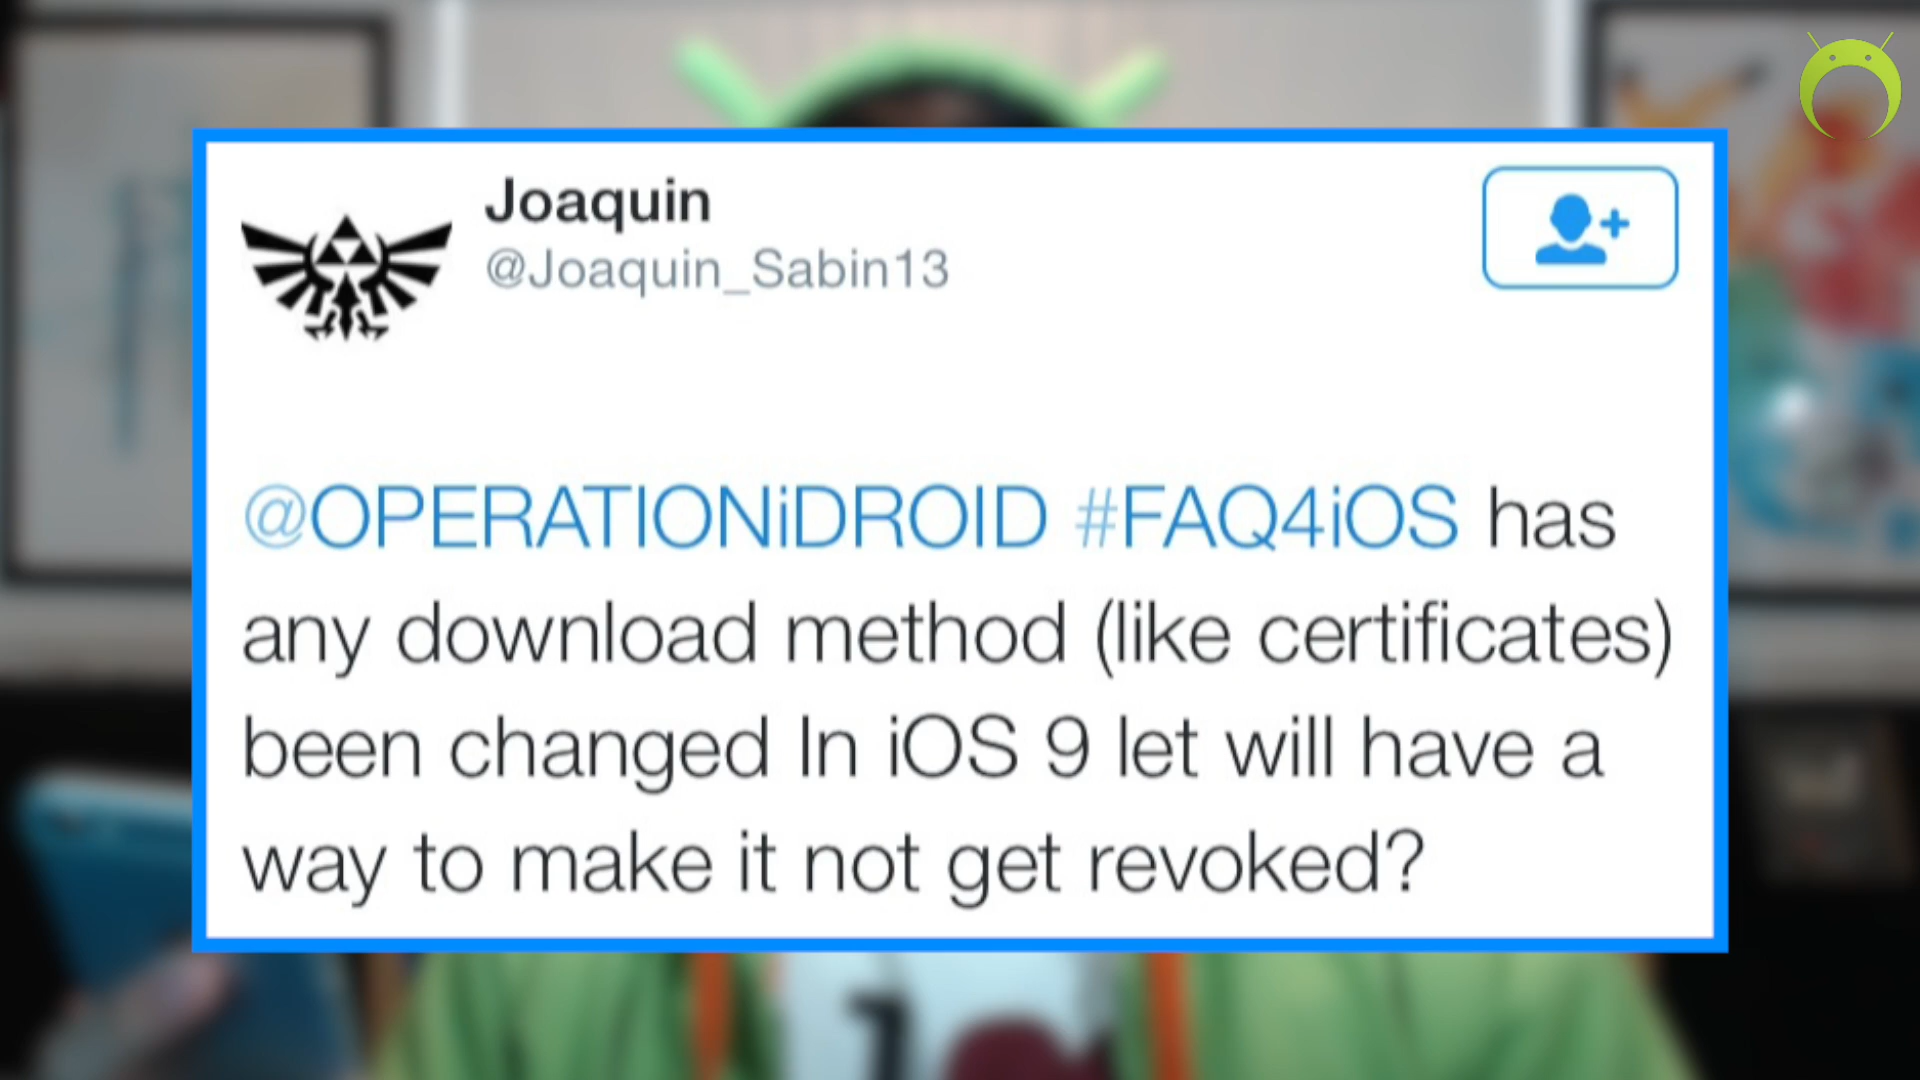 Joaquin
@Joaquin_Sabin13
@OPERATIONiDROID #FAQ4iOS has
any download method (like certificates)
been changed In iOS 9 let will have a
way to make it not get revoked?